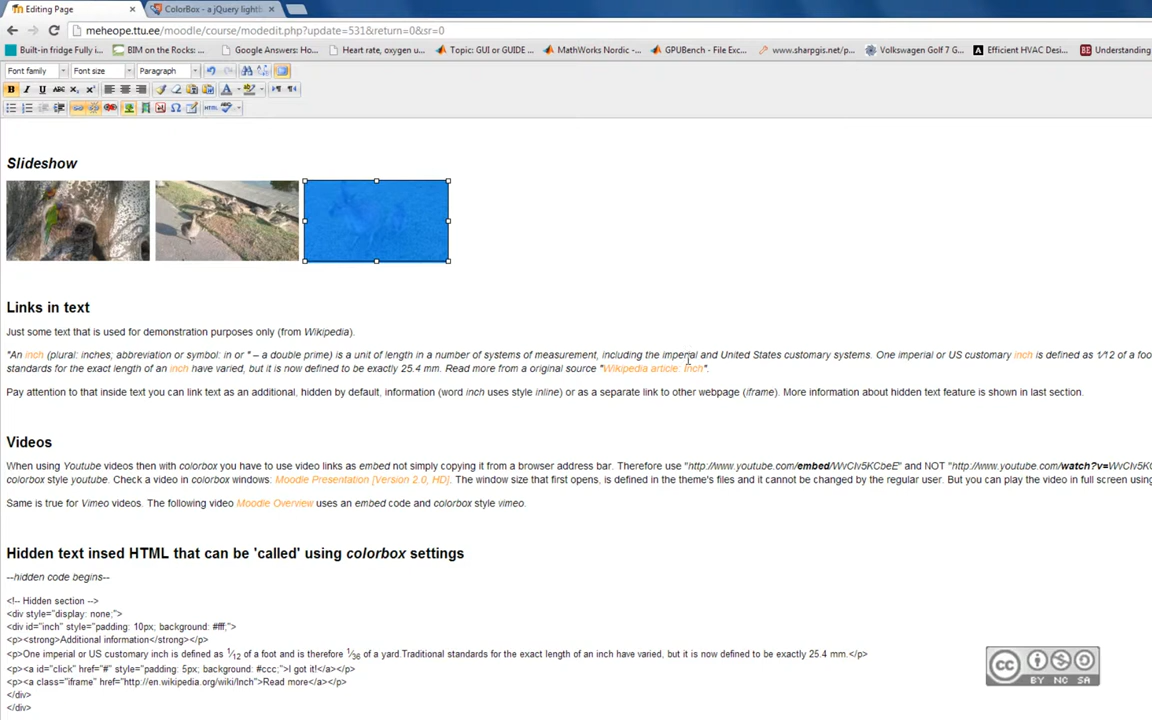 Editing Page
ColorBox - a jQuery lightb
meheope.ttu.ee/moodle/course/modedit.php?update=531&return=0&sr=0
Built-in fridge Fully i...
BIM on the Rocks: ...
Google Answers: Ho...
Heart rate, oxygen u...
Topic: GUI or GUIDE ...
MathWorks Nordic -...
GPUBench - File Exc...
www.sharpgis.net/p...
Volkswagen Golf 7 G...
Efficient HVAC Desi...
Understanding
Font family
Font size
Paragraph
Slideshow
Links in text
Just some text that is used for demonstration purposes only (from Wikipedia).
"An inch (plural: inches; abbreviation or symbol: in or " – a double prime) is a unit of length in a number of systems of measurement, including the imperial and United States customary systems. One imperial or US customary inch is defined as 1⁄12 of a foo
standards for the exact length of an inch have varied, but it is now defined to be exactly 25.4 mm. Read more from a original source "Wikipedia article: Inch".
Pay attention to that inside text you can link text as an additional, hidden by default, information (word inch uses style inline) or as a separate link to other webpage (iframe). More information about hidden text feature is shown in last section.
Videos
When using Youtube videos then with colorbox you have to use video links as embed not simply copying it from a browser address bar. Therefore use "http://www.youtube.com/embed/WvCIv5KCbeE" and NOT "http://www.youtube.com/watch?v=WvCIv5KC
colorbox style youtube. Check a video in colorbox windows: Moodle Presentation [Version 2.0, HD]. The window size that first opens, is defined in the theme's files and it cannot be changed by the regular user. But you can play the video in full screen using
Same is true for Vimeo videos. The following video Moodle Overview uses an embed code and colorbox style vimeo.
Hidden text insed HTML that can be 'called' using colorbox settings
--hidden code begins--
<!-- Hidden section -->
<div style="display: none;">
<div id="inch" style="padding: 10px; background: #fff;">
<p><strong>Additional information</strong></p>
<p>One imperial or US customary inch is defined as 1⁄12 of a foot and is therefore 1⁄36 of a yard.Traditional standards for the exact length of an inch have varied, but it is now defined to be exactly 25.4 mm.</p>
<p><a id="click" href="#" style="padding: 5px; background: #ccc;">I got it!</a></p>
<p><a class="iframe" href="http://en.wikipedia.org/wiki/Inch">Read more</a></p>
</div>
</div>
cc
BY NC SA